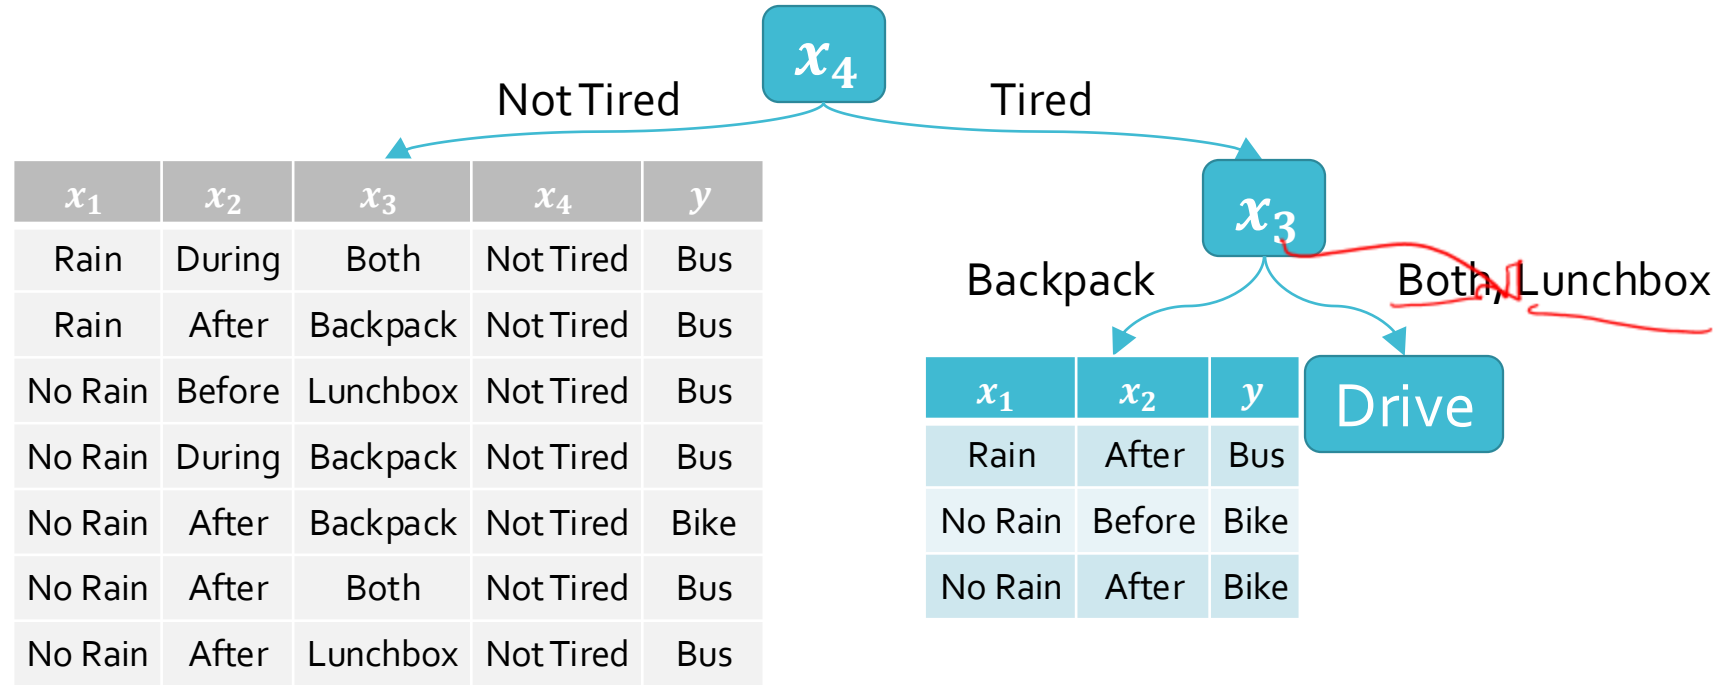 x₄
Not Tired Tired
x₁ x₂ x₃ x₄ y
Rain During Both Not Tired Bus
Rain After Backpack Not Tired Bus
No Rain Before Lunchbox Not Tired Bus
No Rain During Backpack Not Tired Bus
No Rain After Backpack Not Tired Bike
No Rain After Both Not Tired Bus
No Rain After Lunchbox Not Tired Bus
x₃
Backpack Both, Lunchbox
x₁ x₂ y
Rain After Bus
No Rain Before Bike
No Rain After Bike
Drive